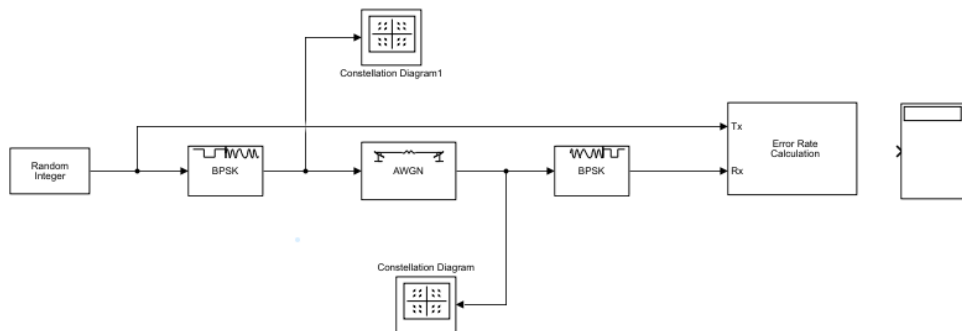 Constellation Diagram1
Tx
Error Rate
Calculation
Random
Integer
BPSK
AWGN
BPSK
Rx
Constellation Diagram